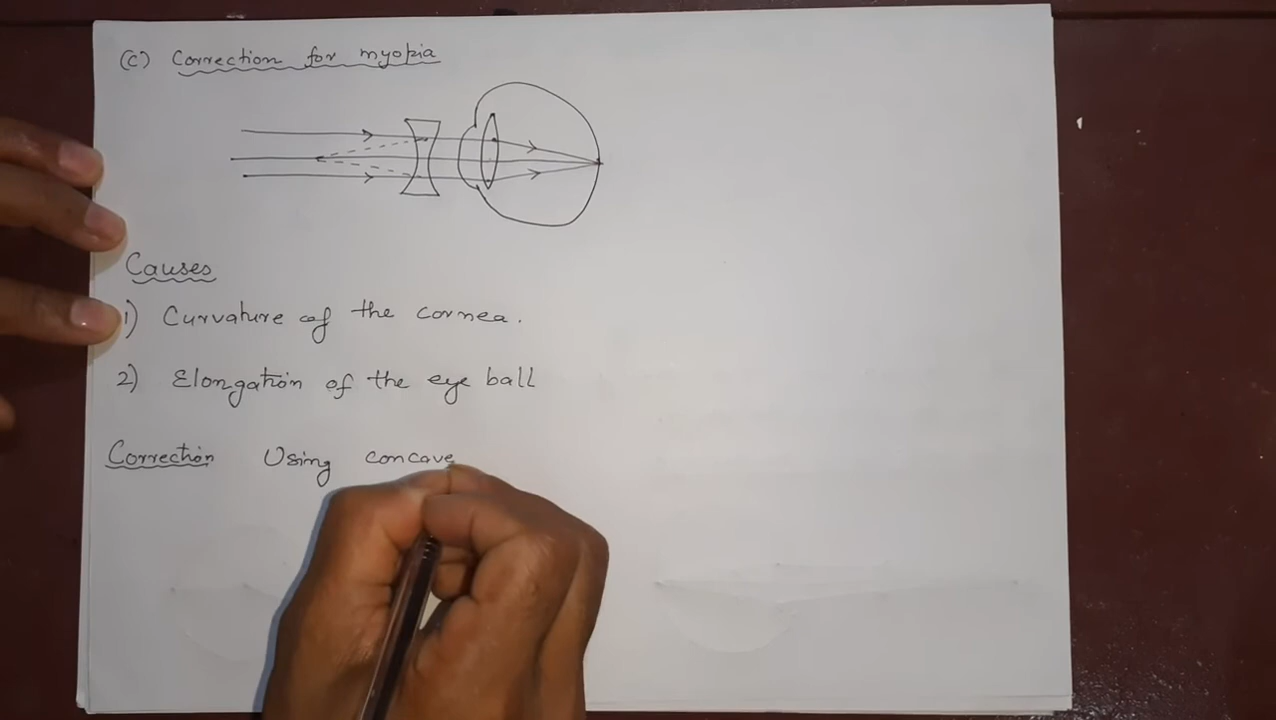 (C) Correction for myopia
Causes
1) Curvature of the cornea.
2) Elongation of the eye ball
Correction Using concave